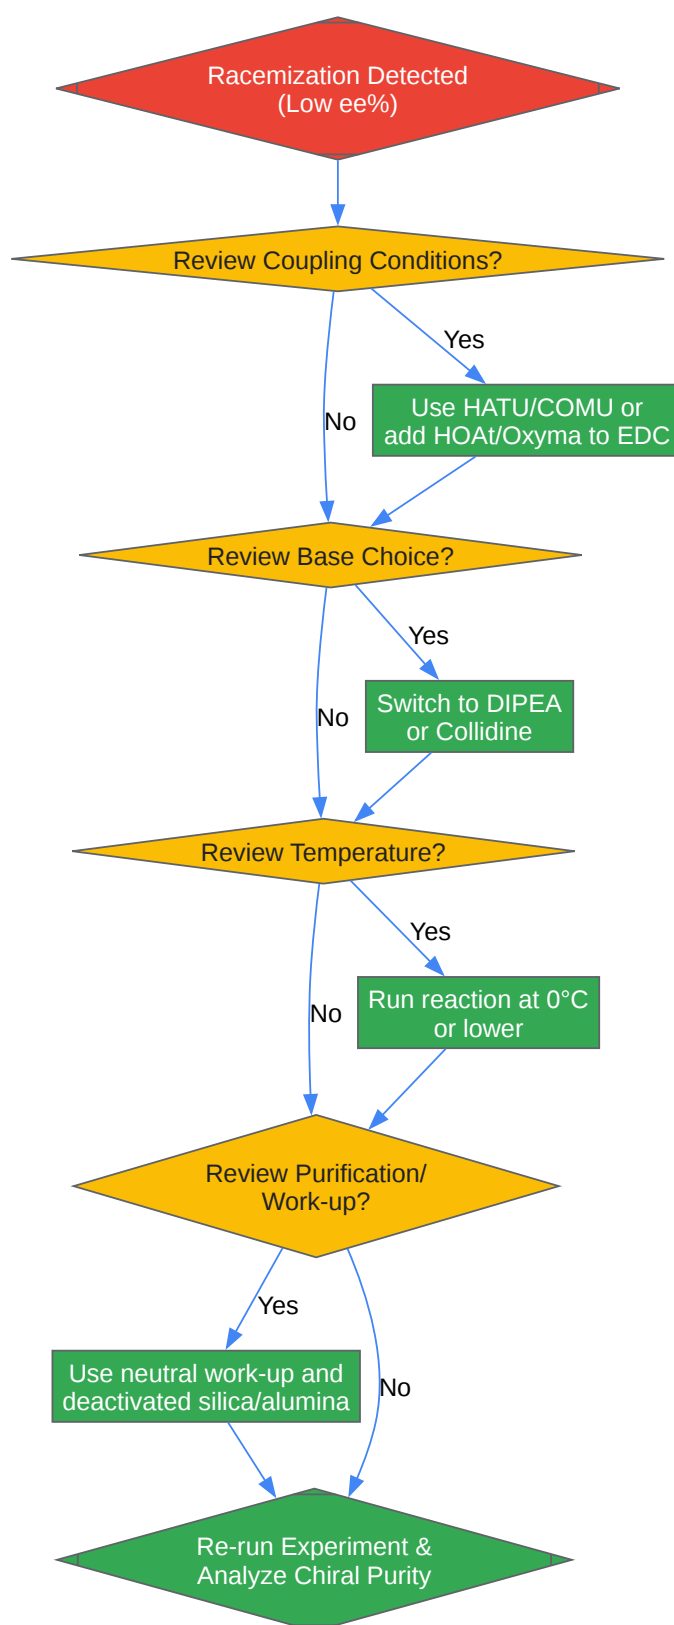 Racemization Detected
(Low ee%)
Review Coupling Conditions?
Yes
Use HATU/COMU or
add HOAt/Oxyma to EDC
No
Review Base Choice?
Yes
Switch to DIPEA
or Collidine
No
Review Temperature?
Yes
Run reaction at 0°C
or lower
No
Review Purification/
Work-up?
Yes
Use neutral work-up and
deactivated silica/alumina
No
Re-run Experiment &
Analyze Chiral Purity